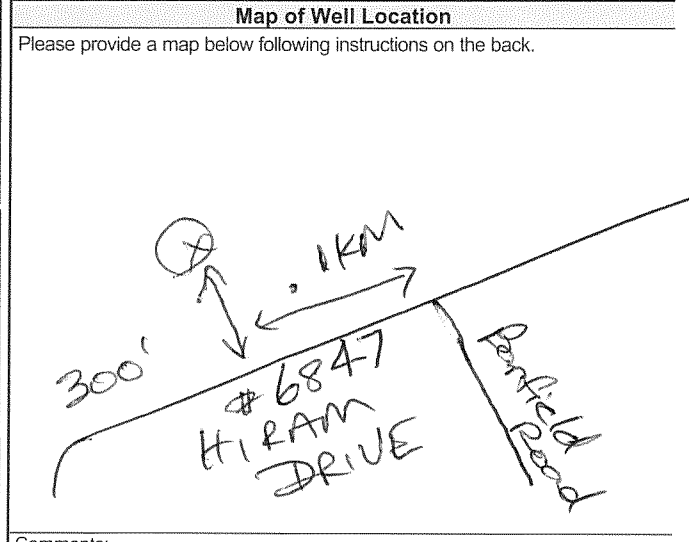 Map of Well Location
Please provide a map below following instructions on the back.
X
.1KM
300'
#6847
HIRAM
DRIVE
Penfield
Road
Comments: